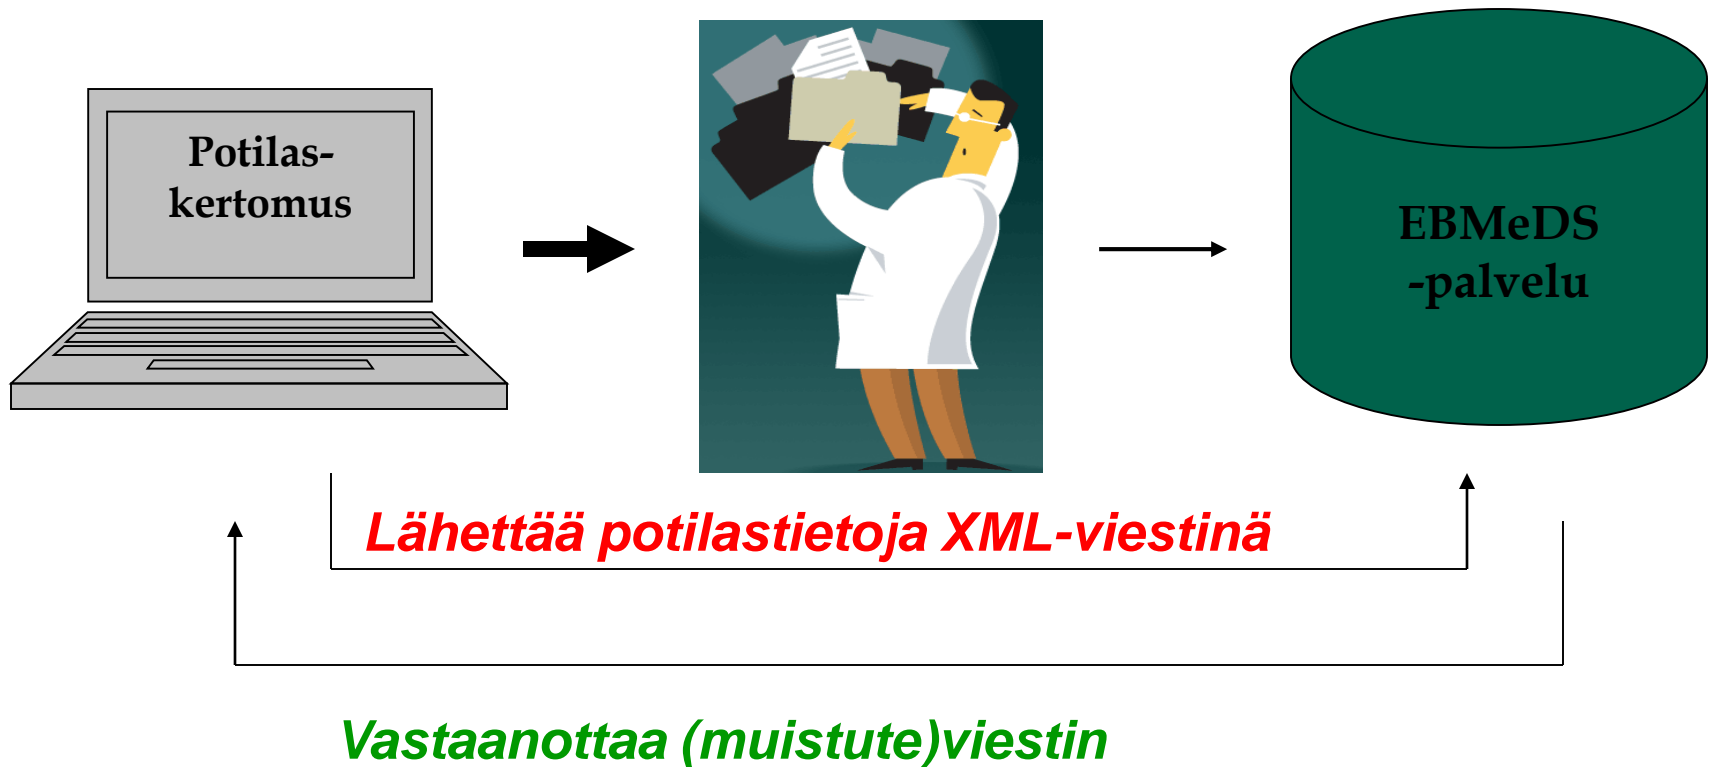 Potilas-
kertomus
EBMeDS
-palvelu
Lähettää potilastietoja XML-viestinä
Vastaanottaa (muistute)viestin